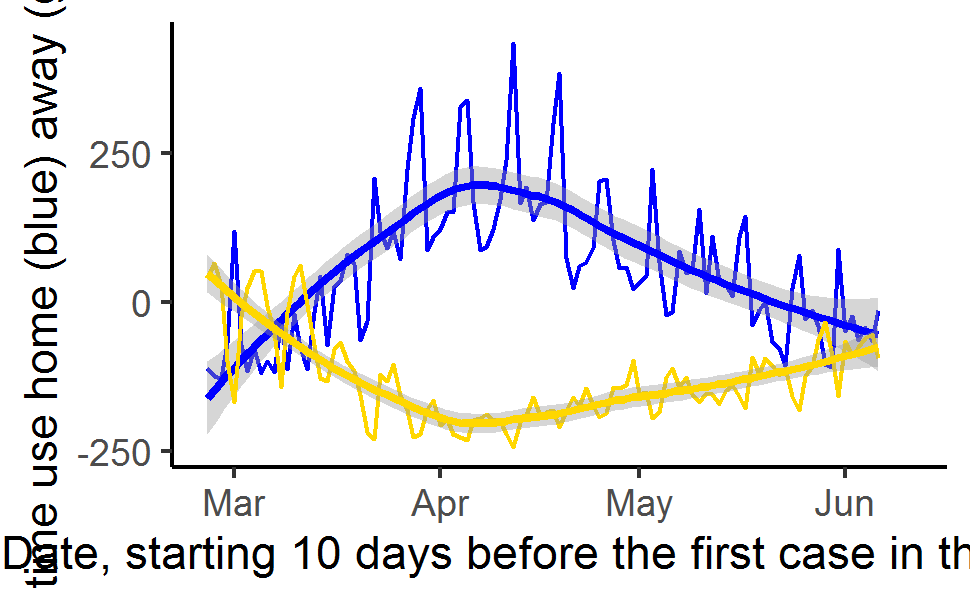 time use home (blue) away (
250
0
-250
Mar Apr May Jun
Date, starting 10 days before the first case in th